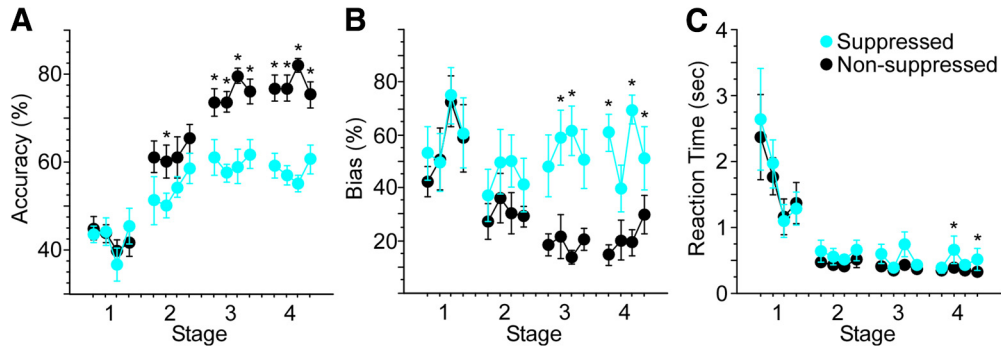 A
Accuracy (%)
80
60
40
* * * * * * * * *
1 2 3 4
Stage
B
Bias (%)
100
80
60
40
20
* * * * *
1 2 3 4
Stage
C
Reaction Time (sec)
4
3
2
1
0
Suppressed
Non-suppressed
* *
1 2 3 4
Stage